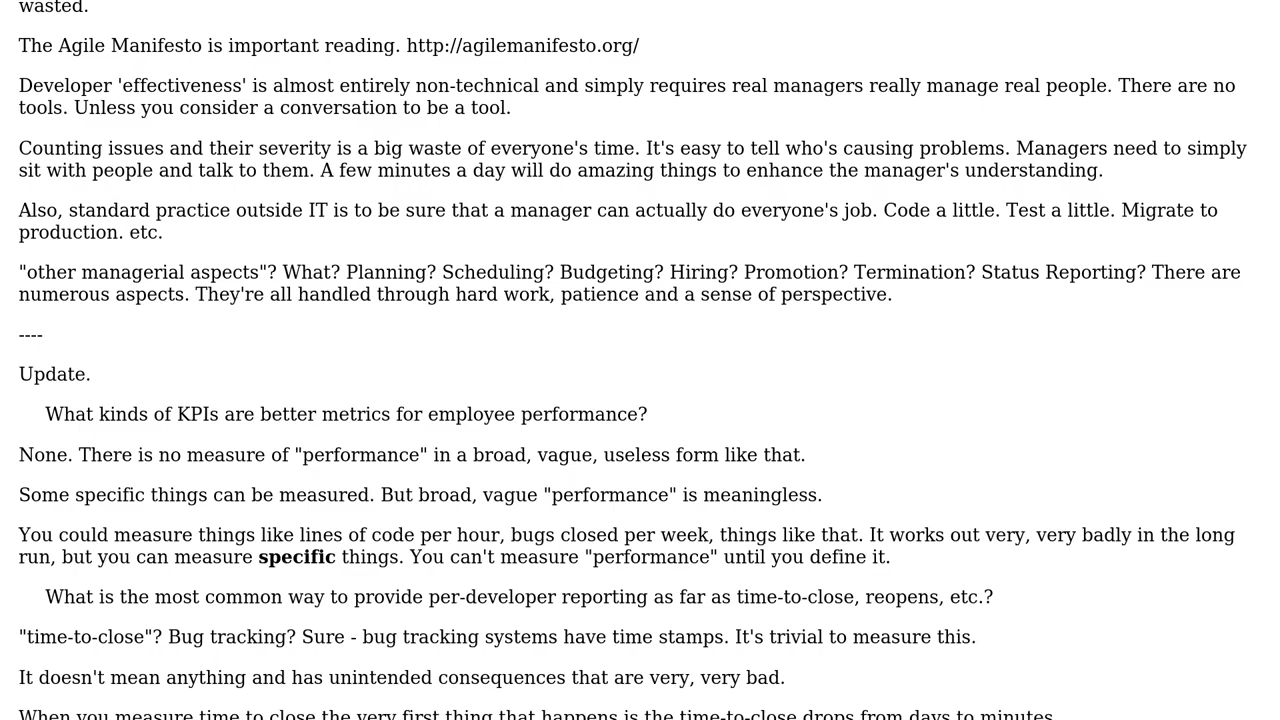 wasted.
The Agile Manifesto is important reading. http://agilemanifesto.org/
Developer 'effectiveness' is almost entirely non-technical and simply requires real managers really manage real people. There are no
tools. Unless you consider a conversation to be a tool.
Counting issues and their severity is a big waste of everyone's time. It's easy to tell who's causing problems. Managers need to simply
sit with people and talk to them. A few minutes a day will do amazing things to enhance the manager's understanding.
Also, standard practice outside IT is to be sure that a manager can actually do everyone's job. Code a little. Test a little. Migrate to
production. etc.
"other managerial aspects"? What? Planning? Scheduling? Budgeting? Hiring? Promotion? Termination? Status Reporting? There are
numerous aspects. They're all handled through hard work, patience and a sense of perspective.
----
Update.
What kinds of KPIs are better metrics for employee performance?
None. There is no measure of "performance" in a broad, vague, useless form like that.
Some specific things can be measured. But broad, vague "performance" is meaningless.
You could measure things like lines of code per hour, bugs closed per week, things like that. It works out very, very badly in the long
run, but you can measure specific things. You can't measure "performance" until you define it.
What is the most common way to provide per-developer reporting as far as time-to-close, reopens, etc.?
"time-to-close"? Bug tracking? Sure - bug tracking systems have time stamps. It's trivial to measure this.
It doesn't mean anything and has unintended consequences that are very, very bad.
When you measure time to close the very first thing that happens is the time-to-close drops from days to minutes.